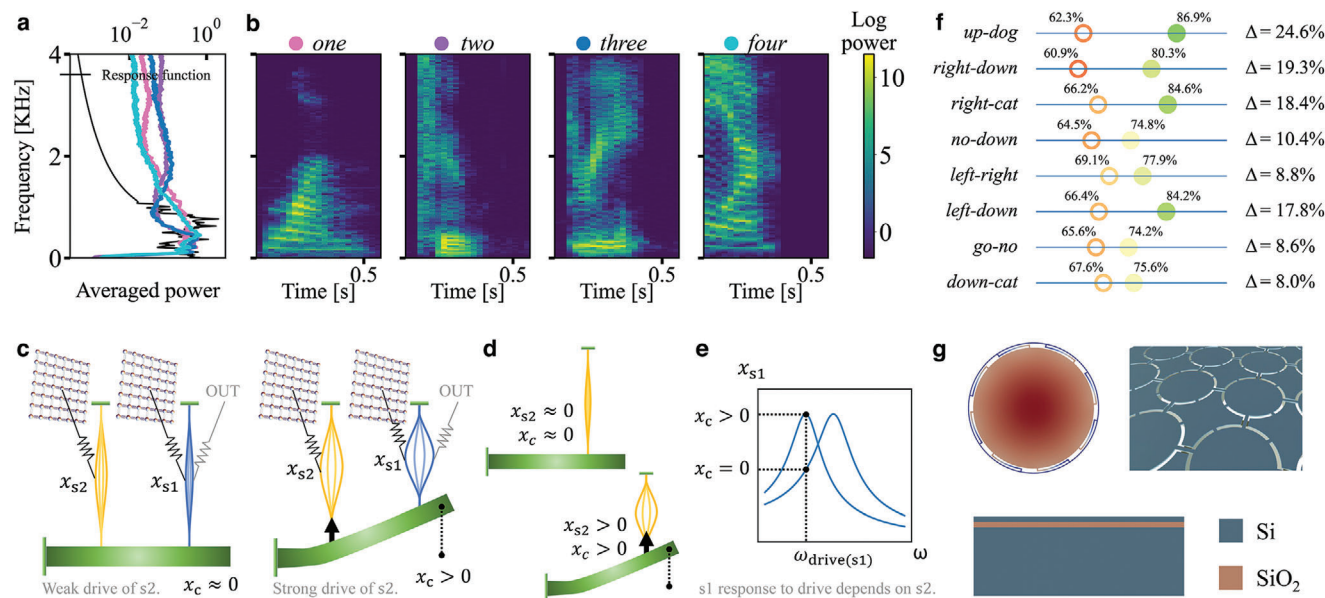 a
10⁻²
10⁰
Response function
4
2
0
Frequency [KHz]
Averaged power
b
one
two
three
four
0.5
0.5
0.5
0.5
Time [s]
Time [s]
Time [s]
Time [s]
Log
power
10
5
0
f
62.3%
86.9%
up-dog
Δ = 24.6%
60.9%
80.3%
right-down
Δ = 19.3%
66.2%
84.6%
right-cat
Δ = 18.4%
64.5%
74.8%
no-down
Δ = 10.4%
69.1%
77.9%
left-right
Δ = 8.8%
66.4%
84.2%
left-down
Δ = 17.8%
65.6%
74.2%
go-no
Δ = 8.6%
67.6%
75.6%
down-cat
Δ = 8.0%
c
OUT
x_s2
x_s1
x_c ≈ 0
Weak drive of s2.
OUT
x_s2
x_s1
x_c > 0
Strong drive of s2.
d
x_s2 ≈ 0
x_c ≈ 0
x_s2 > 0
x_c > 0
e
x_s1
x_c > 0
x_c = 0
ω_drive(s1)
ω
s1 response to drive depends on s2.
g
Si
SiO₂